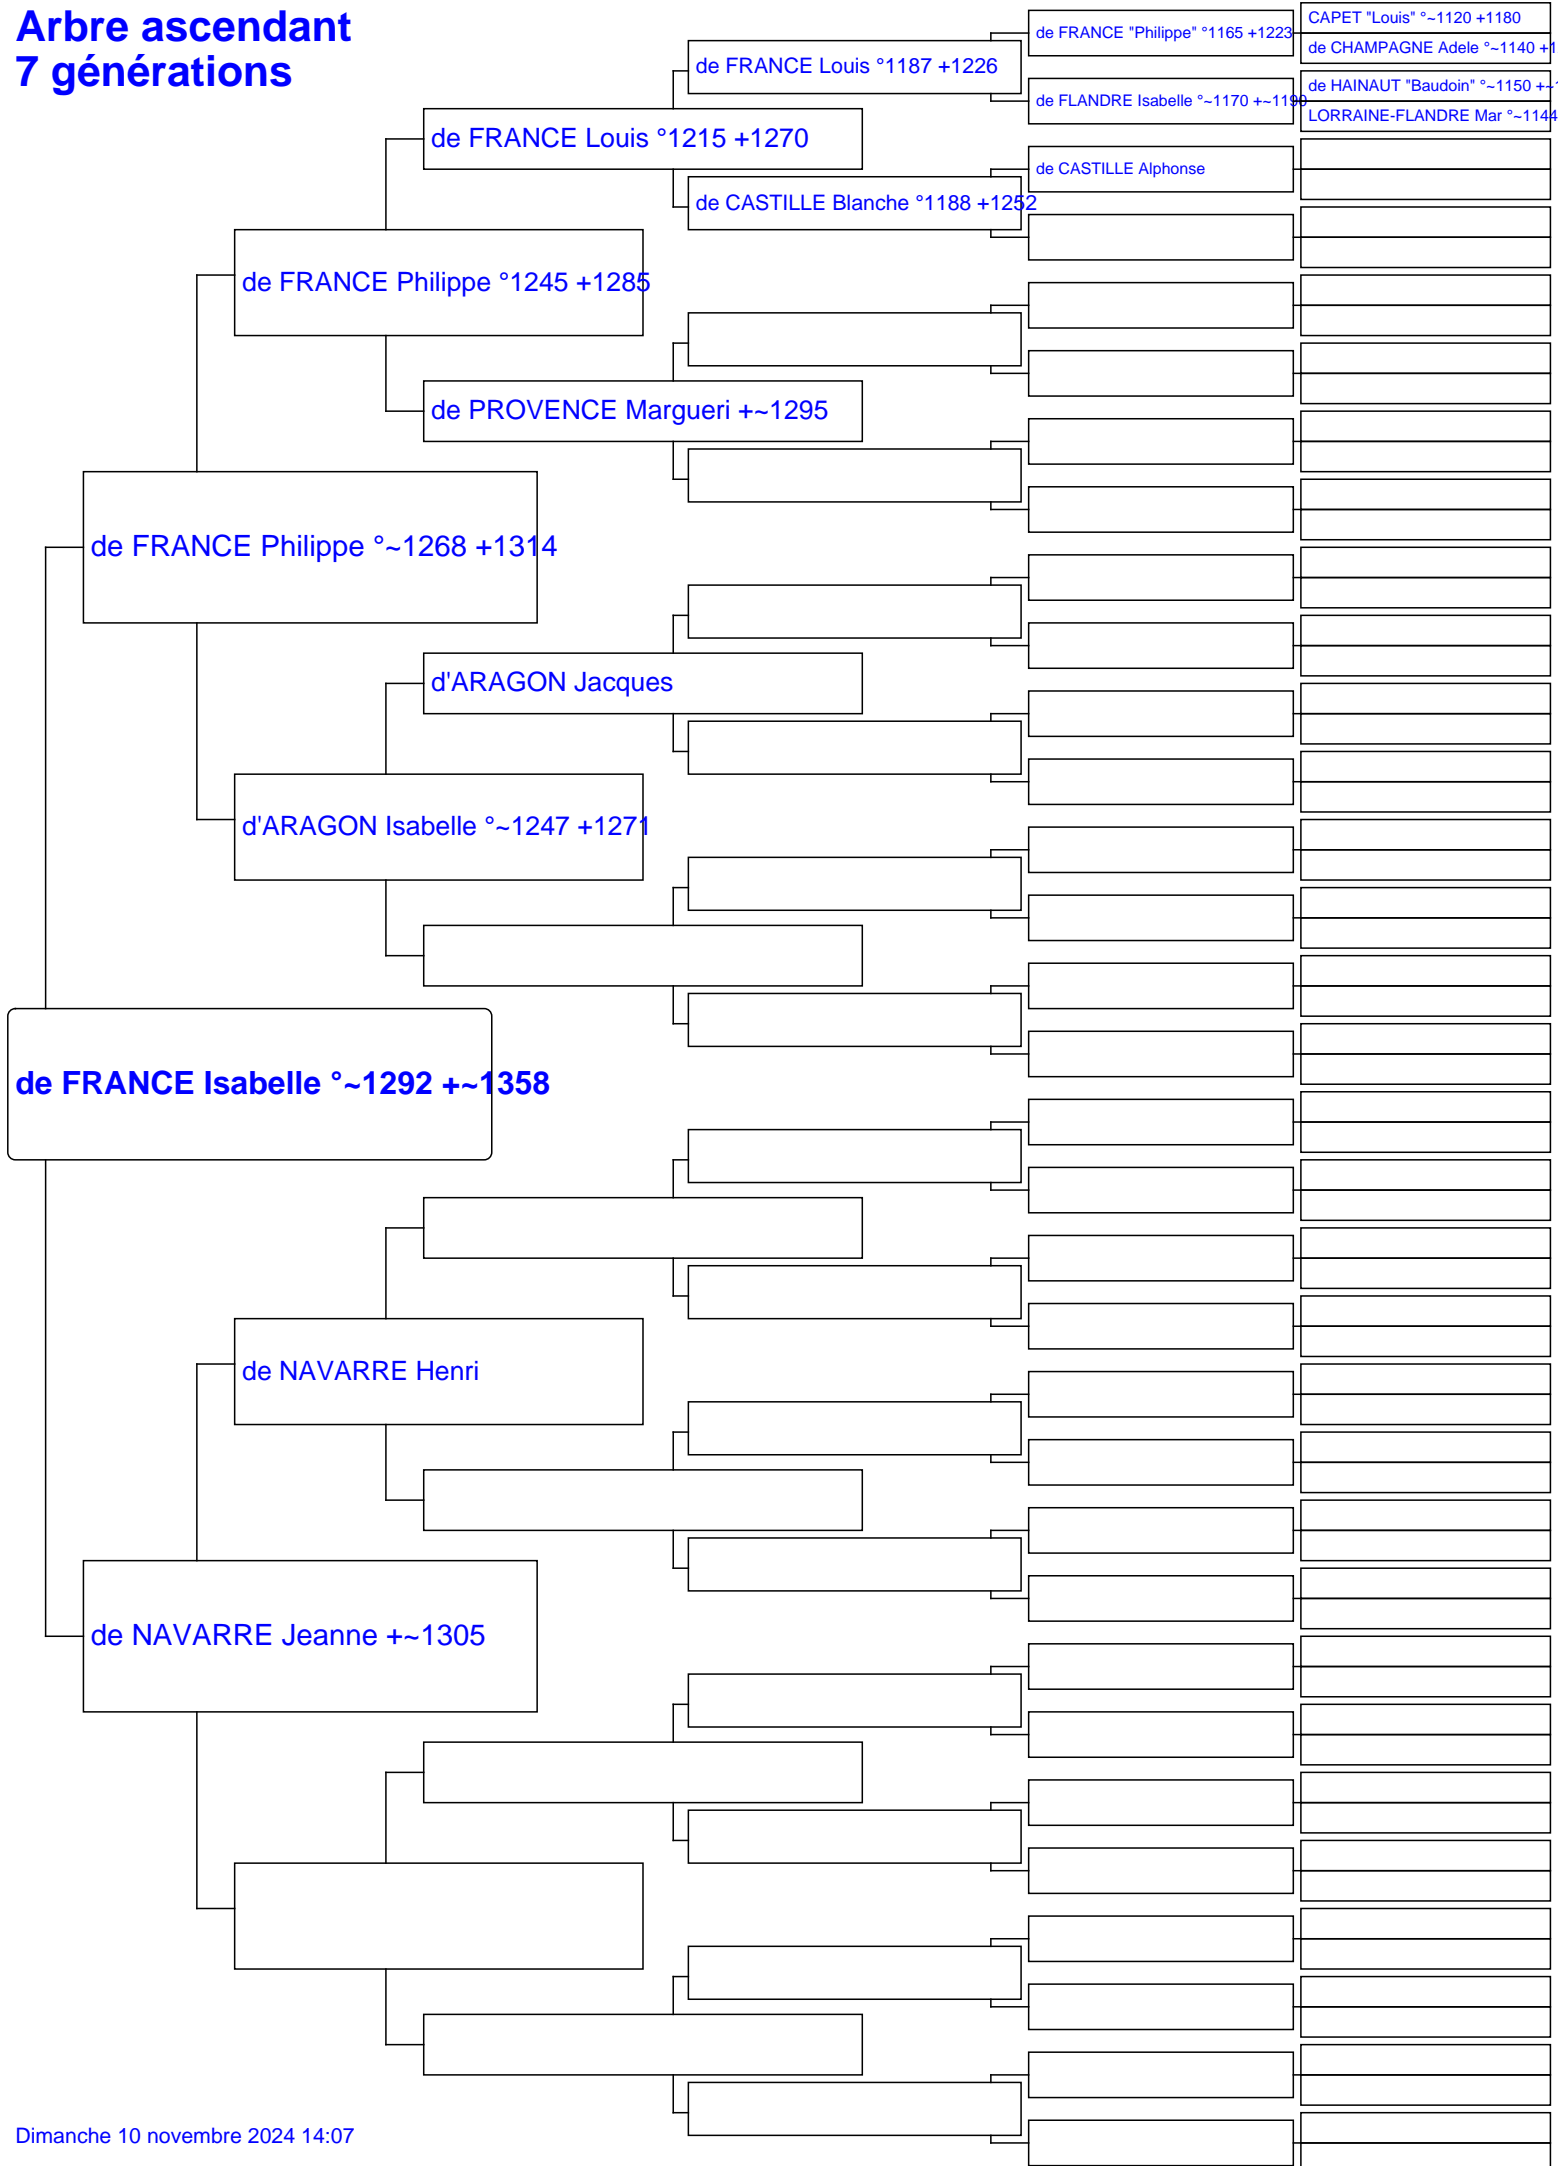 Arbre ascendant
7 générations
CAPET "Louis" °~1120 +1180
de FRANCE "Philippe" °1165 +1223
de CHAMPAGNE Adele °~1140 +1
de FRANCE Louis °1187 +1226
de HAINAUT "Baudoin" °~1150 +~1
de FLANDRE Isabelle °~1170 +~1190
LORRAINE-FLANDRE Mar °~1144
de FRANCE Louis °1215 +1270
de CASTILLE Alphonse
de CASTILLE Blanche °1188 +1252
de FRANCE Philippe °1245 +1285
de PROVENCE Margueri +~1295
de FRANCE Philippe °~1268 +1314
d'ARAGON Jacques
d'ARAGON Isabelle °~1247 +1271
de FRANCE Isabelle °~1292 +~1358
de NAVARRE Henri
de NAVARRE Jeanne +~1305
Dimanche 10 novembre 2024 14:07